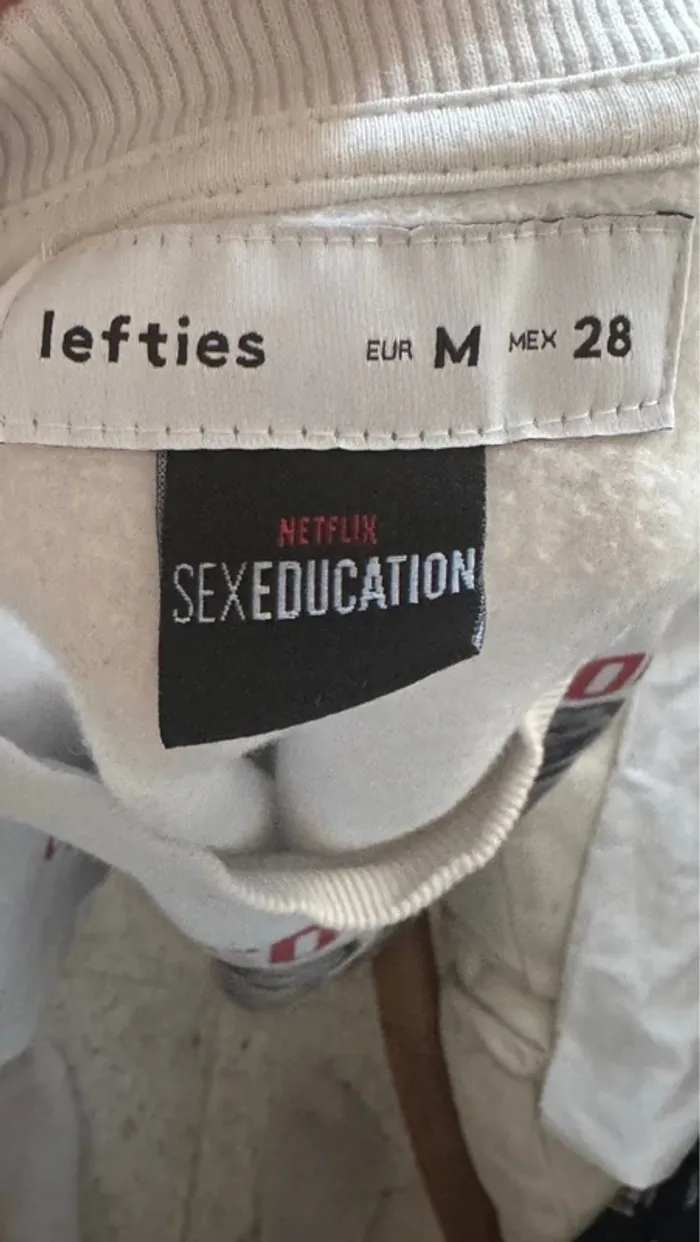 lefties EUR M MEX 28
NETFLIX
SEXEDUCATION